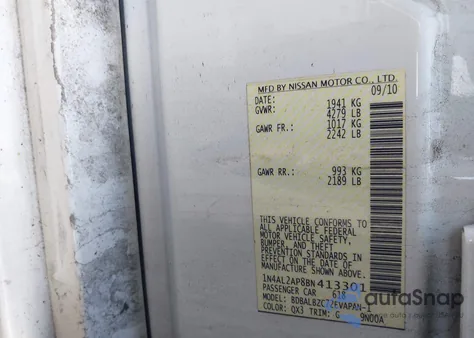 MFD BY NISSAN MOTOR CO., LTD.
DATE: 09/10
GVWR: 1941 KG
4279 LB
GAWR FR.: 1017 KG
2242 LB
GAWR RR.: 993 KG
2189 LB
THIS VEHICLE CONFORMS TO
ALL APPLICABLE FEDERAL
MOTOR VEHICLE SAFETY,
BUMPER, AND THEFT
PREVENTION STANDARDS IN
EFFECT ON THE DATE OF
MANUFACTURE SHOWN ABOVE.
1N4AL2AP8BN413301
PASSENGER CAR 618
MODEL:
COLOR: QX3 TRIM: G
autoSnap